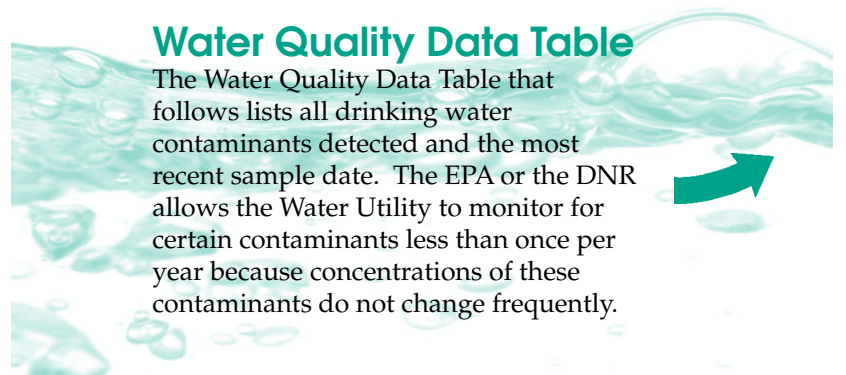 Water Quality Data Table
The Water Quality Data Table that
follows lists all drinking water
contaminants detected and the most
recent sample date.  The EPA or the DNR
allows the Water Utility to monitor for
certain contaminants less than once per
year because concentrations of these
contaminants do not change frequently.